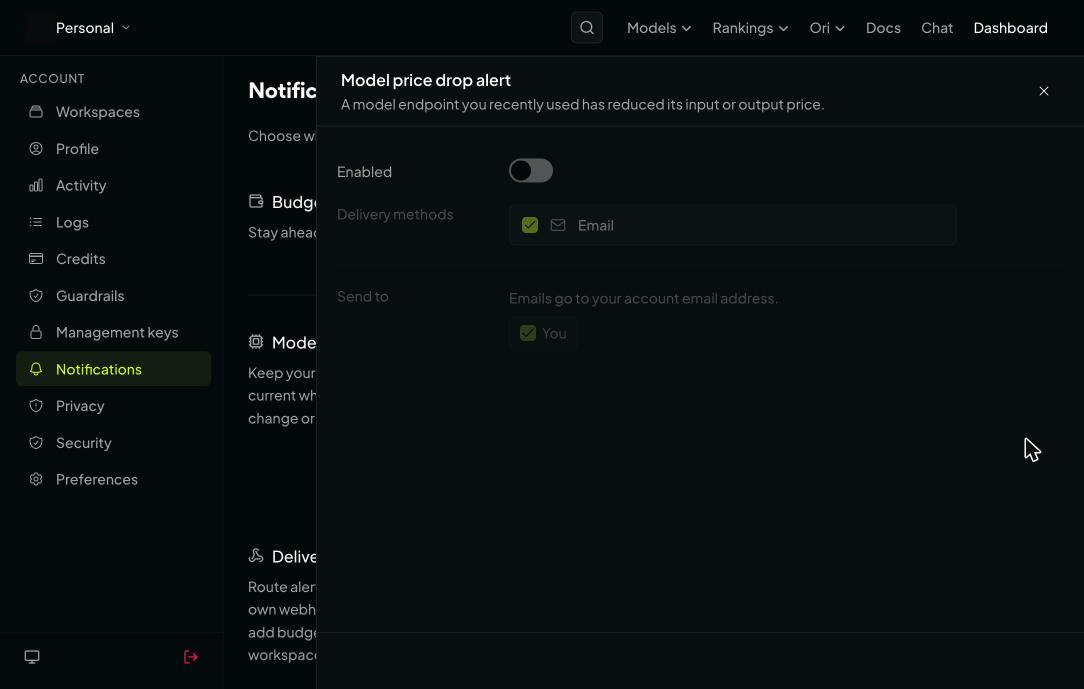 Personal
Models
Rankings
Ori
Docs
Chat
Dashboard
ACCOUNT
Workspaces
Profile
Activity
Logs
Credits
Guardrails
Management keys
Notifications
Privacy
Security
Preferences
Notific
Choose w
Budge
Stay ahead
Mode
Keep your
current wh
change or
Delive
Route aler
own webh
add budge
workspac
Model price drop alert
A model endpoint you recently used has reduced its input or output price.
Enabled
Delivery methods
Email
Send to
Emails go to your account email address.
You